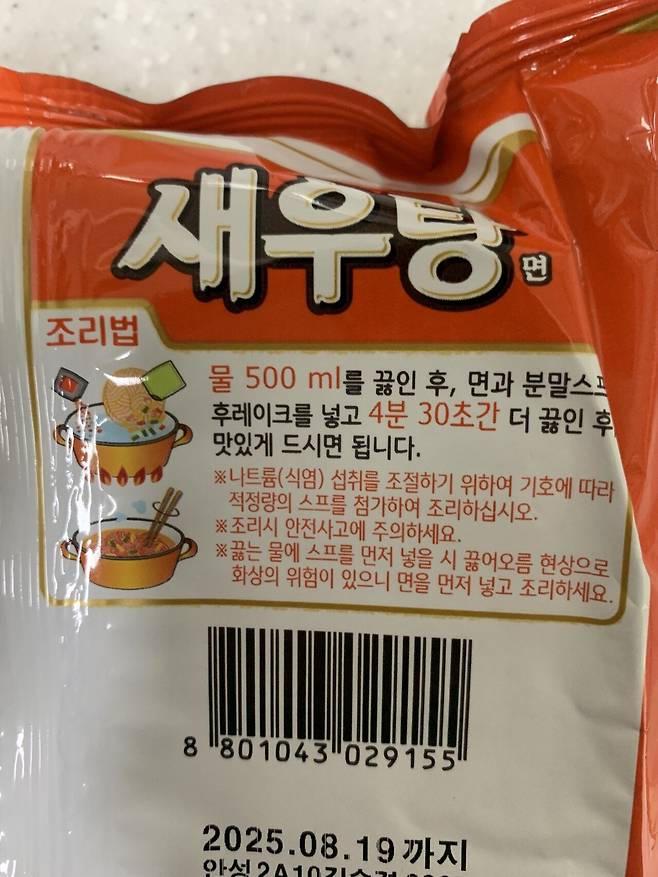 새우탕
면
조리법
물 500 ml를 끓인 후, 면과 분말스프
후레이크를 넣고 4분 30초간 더 끓인 후
맛있게 드시면 됩니다.
※나트륨(식염) 섭취를 조절하기 위하여 기호에 따라
적정량의 스프를 첨가하여 조리하십시오.
※조리시 안전사고에 주의하세요.
※끓는 물에 스프를 먼저 넣을 시 끓어오름 현상으로
화상의 위험이 있으니 면을 먼저 넣고 조리하세요.
8 801043 029155
2025.08.19 까지